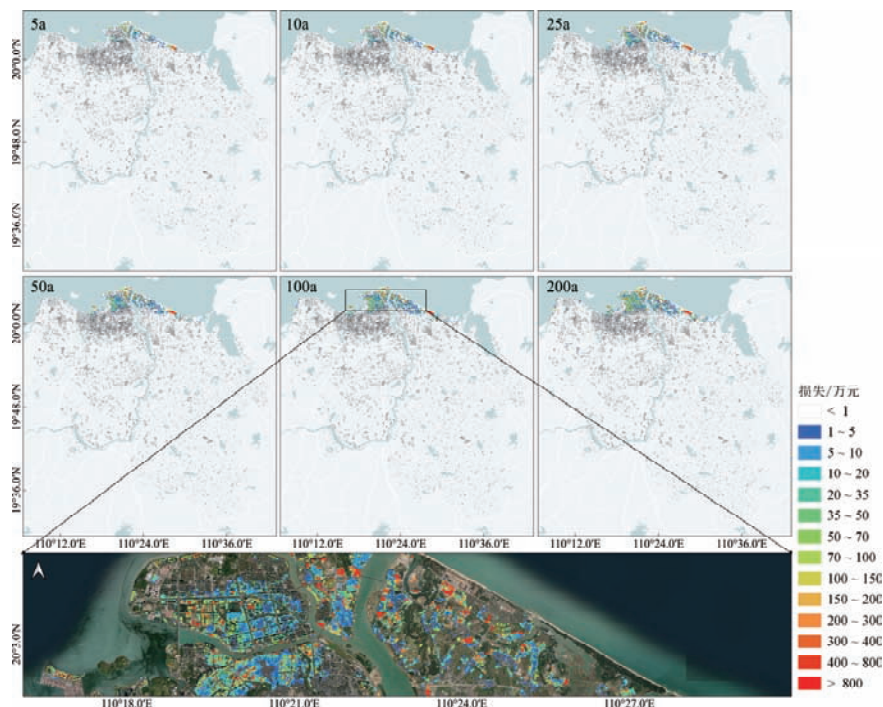 5a
10a
25a
20°0.0'N
19°48.0'N
19°36.0'N
50a
100a
200a
20°0.0'N
19°48.0'N
19°36.0'N
110°12.0'E
110°24.0'E
110°36.0'E
110°12.0'E
110°24.0'E
110°36.0'E
110°12.0'E
110°24.0'E
110°36.0'E
损失/万元
< 1
1 ~ 5
5 ~ 10
10 ~ 20
20 ~ 35
35 ~ 50
50 ~ 70
70 ~ 100
100 ~ 150
150 ~ 200
200 ~ 300
300 ~ 400
400 ~ 800
> 800
20°3.0'N
110°18.0'E
110°21.0'E
110°24.0'E
110°27.0'E